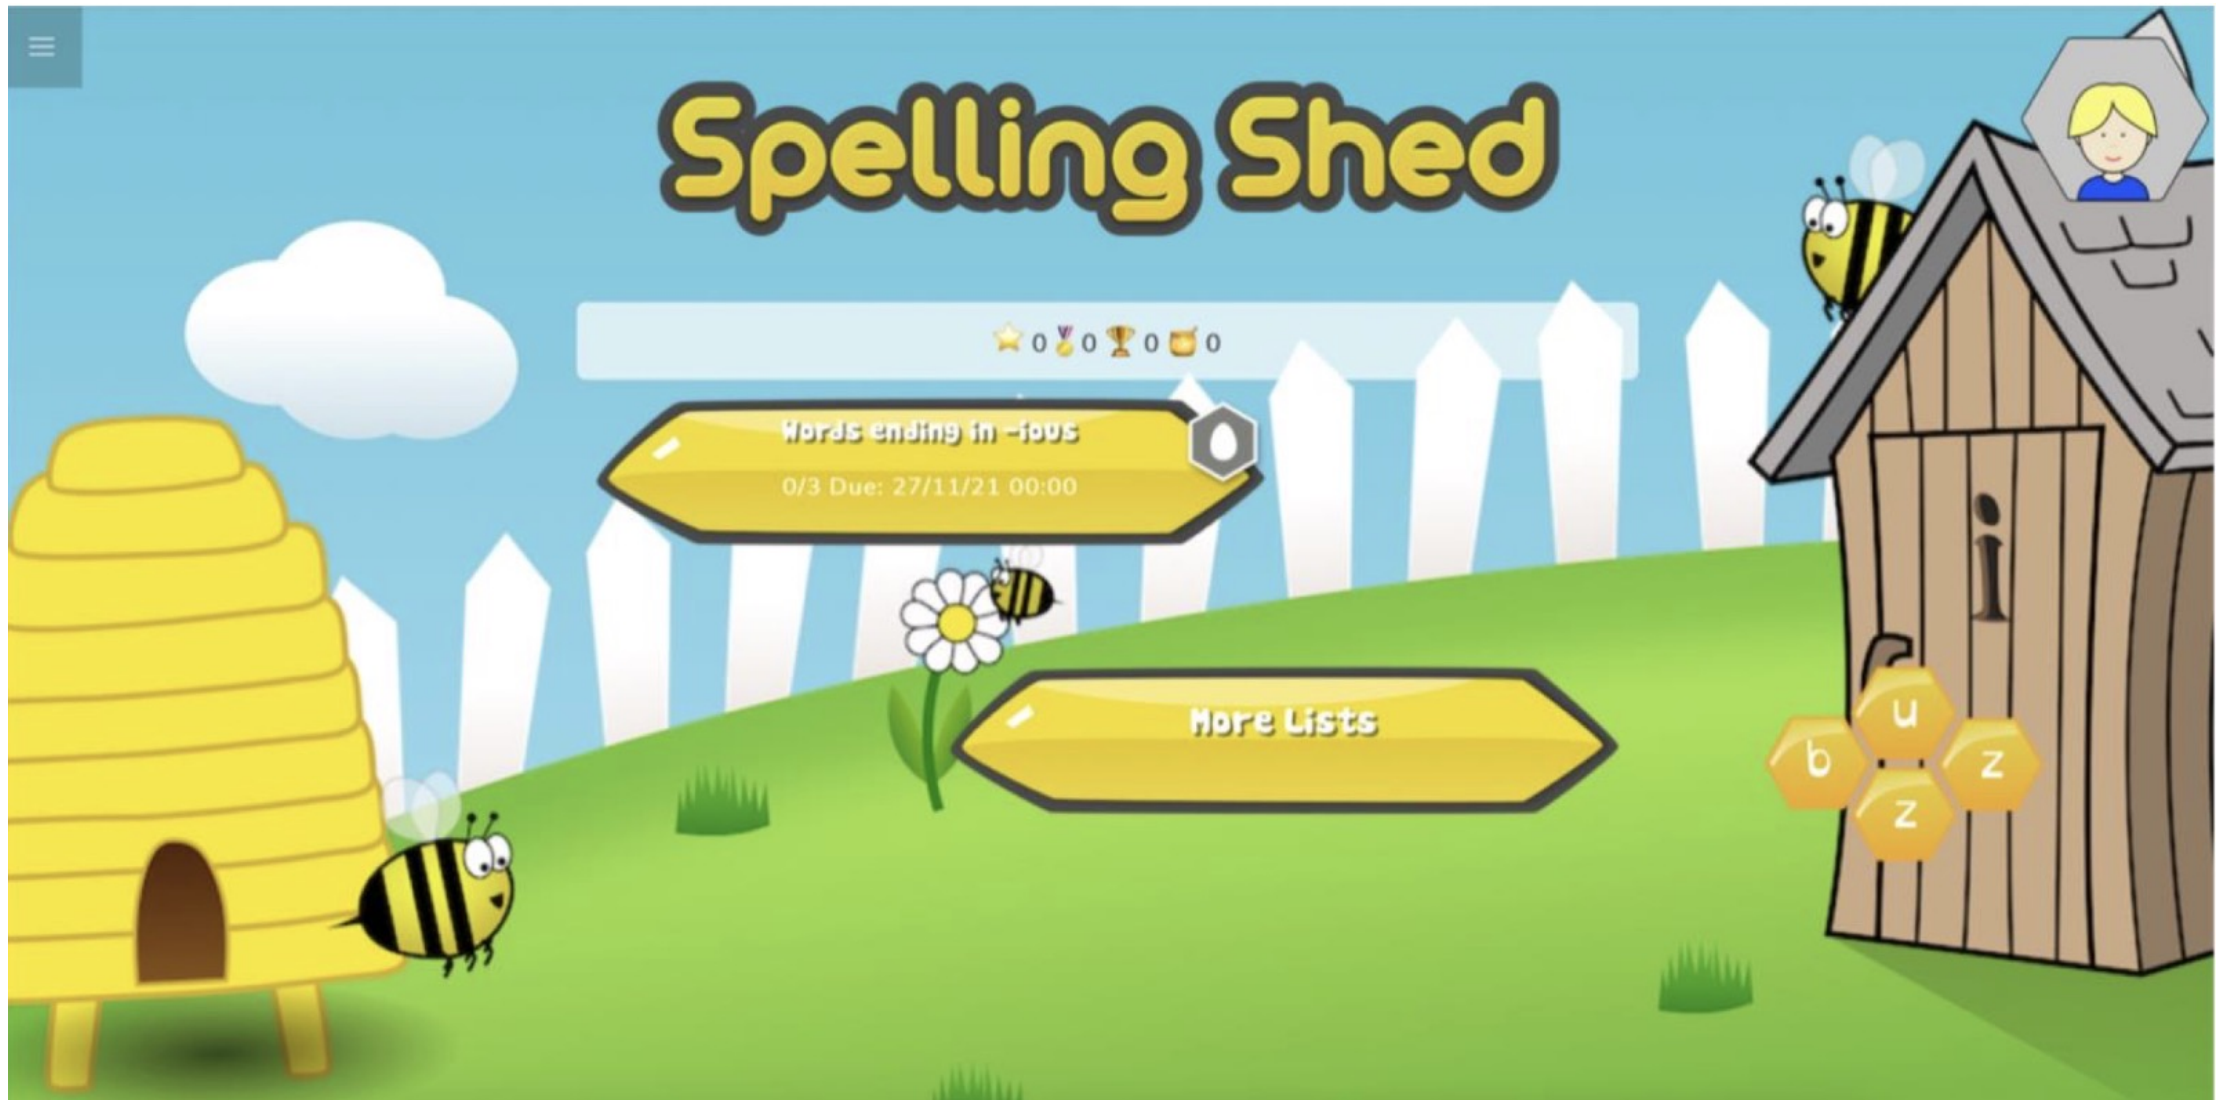 Spelling Shed
0 0 0 0
Words ending in -ious
0/3 Due: 27/11/21 00:00
More Lists
i
u
b z
z